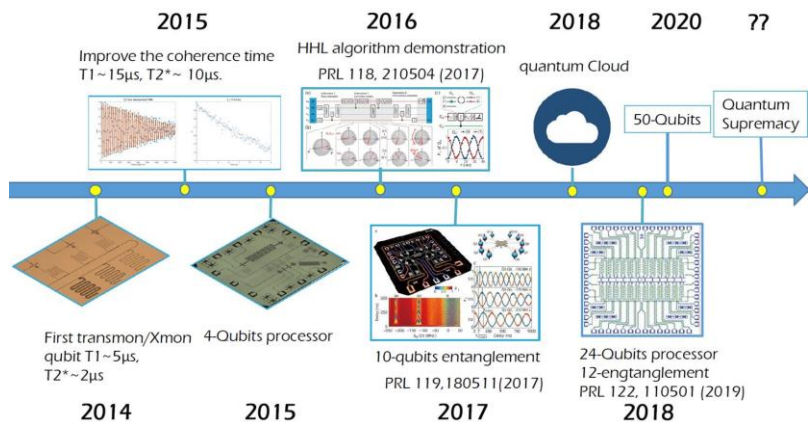 2015
2016
2018
2020
??
Improve the coherence time
T1~15µs, T2*~ 10µs.
HHL algorithm demonstration
PRL 118, 210504 (2017)
quantum Cloud
50-Qubits
Quantum
Supremacy
First transmon/Xmon
qubit T1~5µs,
T2*~2µs
4-Qubits processor
10-qubits entanglement
PRL 119,180511(2017)
24-Qubits processor
12-engtanglement
PRL 122, 110501 (2019)
2014
2015
2017
2018